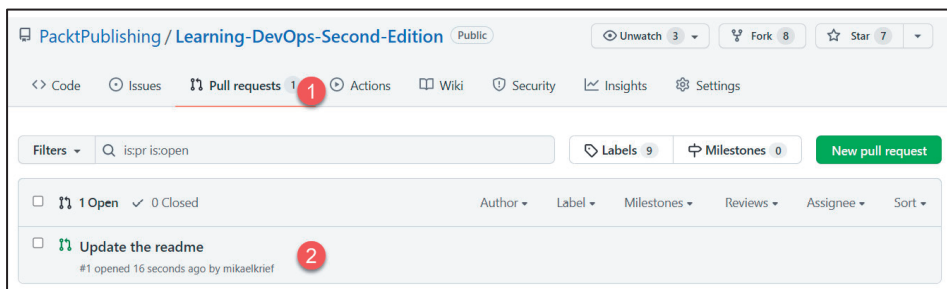 PacktPublishing / Learning-DevOps-Second-Edition Public Unwatch 3 Fork 8 Star 7
Code Issues Pull requests 1 Actions Wiki Security Insights Settings
1
Filters is:pr is:open Labels 9 Milestones 0 New pull request
1 Open 0 Closed Author Label Milestones Reviews Assignee Sort
Update the readme
2
#1 opened 16 seconds ago by mikaelkrief